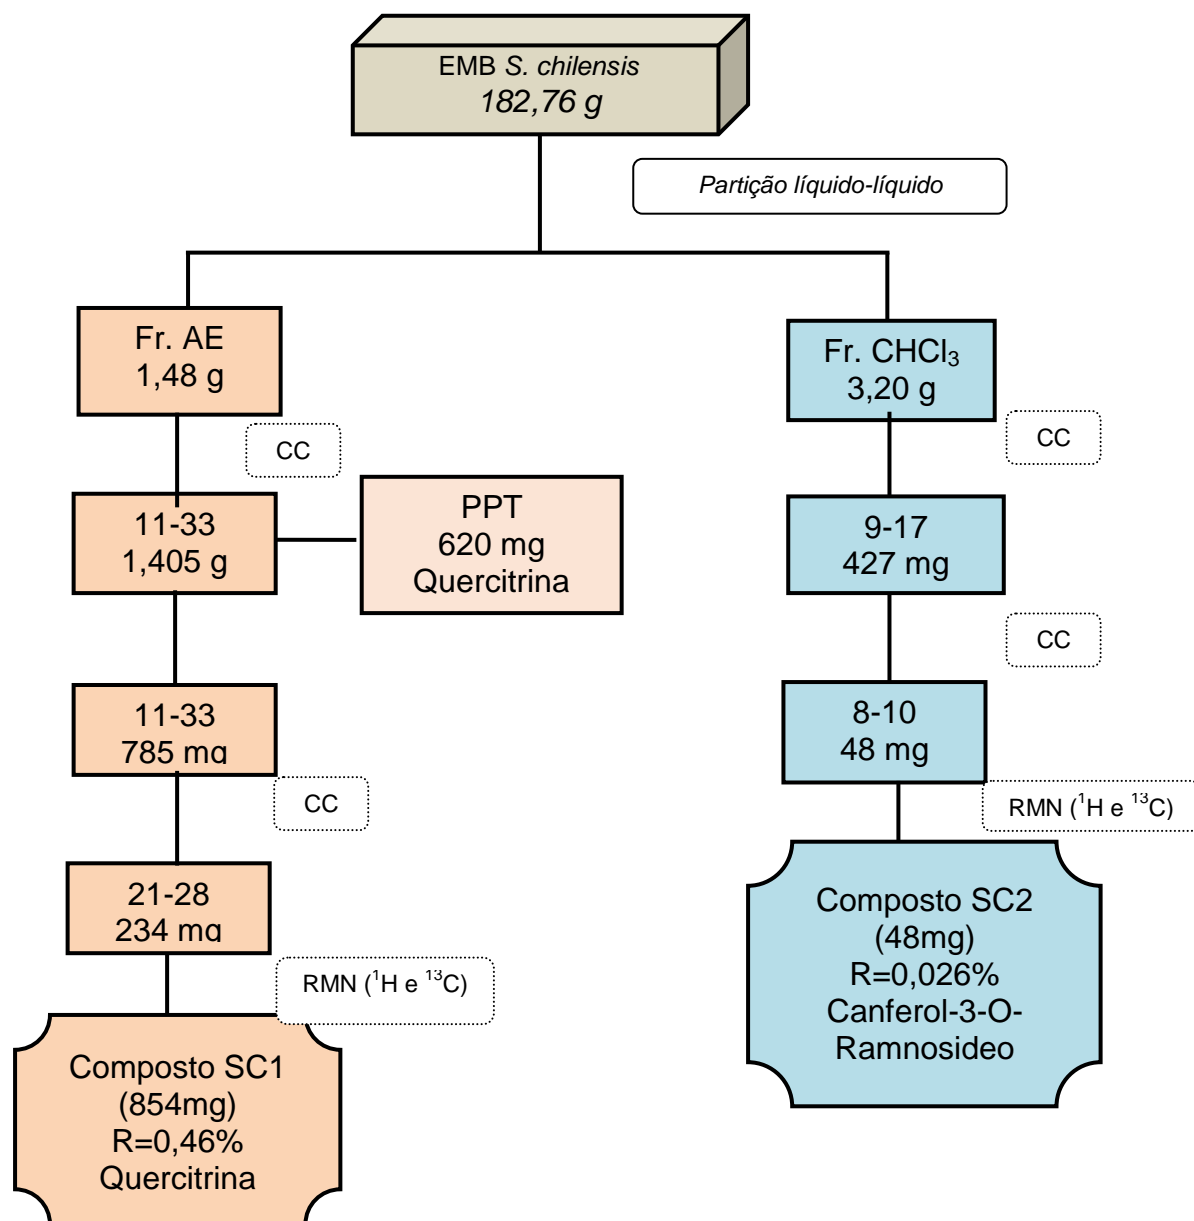 EMB S. chilensis
182,76 g
Partição líquido-líquido
Fr. AE
1,48 g
CC
11-33
1,405 g
PPT
620 mg
Quercitrina
11-33
785 mg
CC
21-28
234 mg
RMN (¹H e ¹³C)
Composto SC1
(854mg)
R=0,46%
Quercitrina
Fr. CHCl₃
3,20 g
CC
9-17
427 mg
CC
8-10
48 mg
RMN (¹H e ¹³C)
Composto SC2
(48mg)
R=0,026%
Canferol-3-O-
Ramnosideo